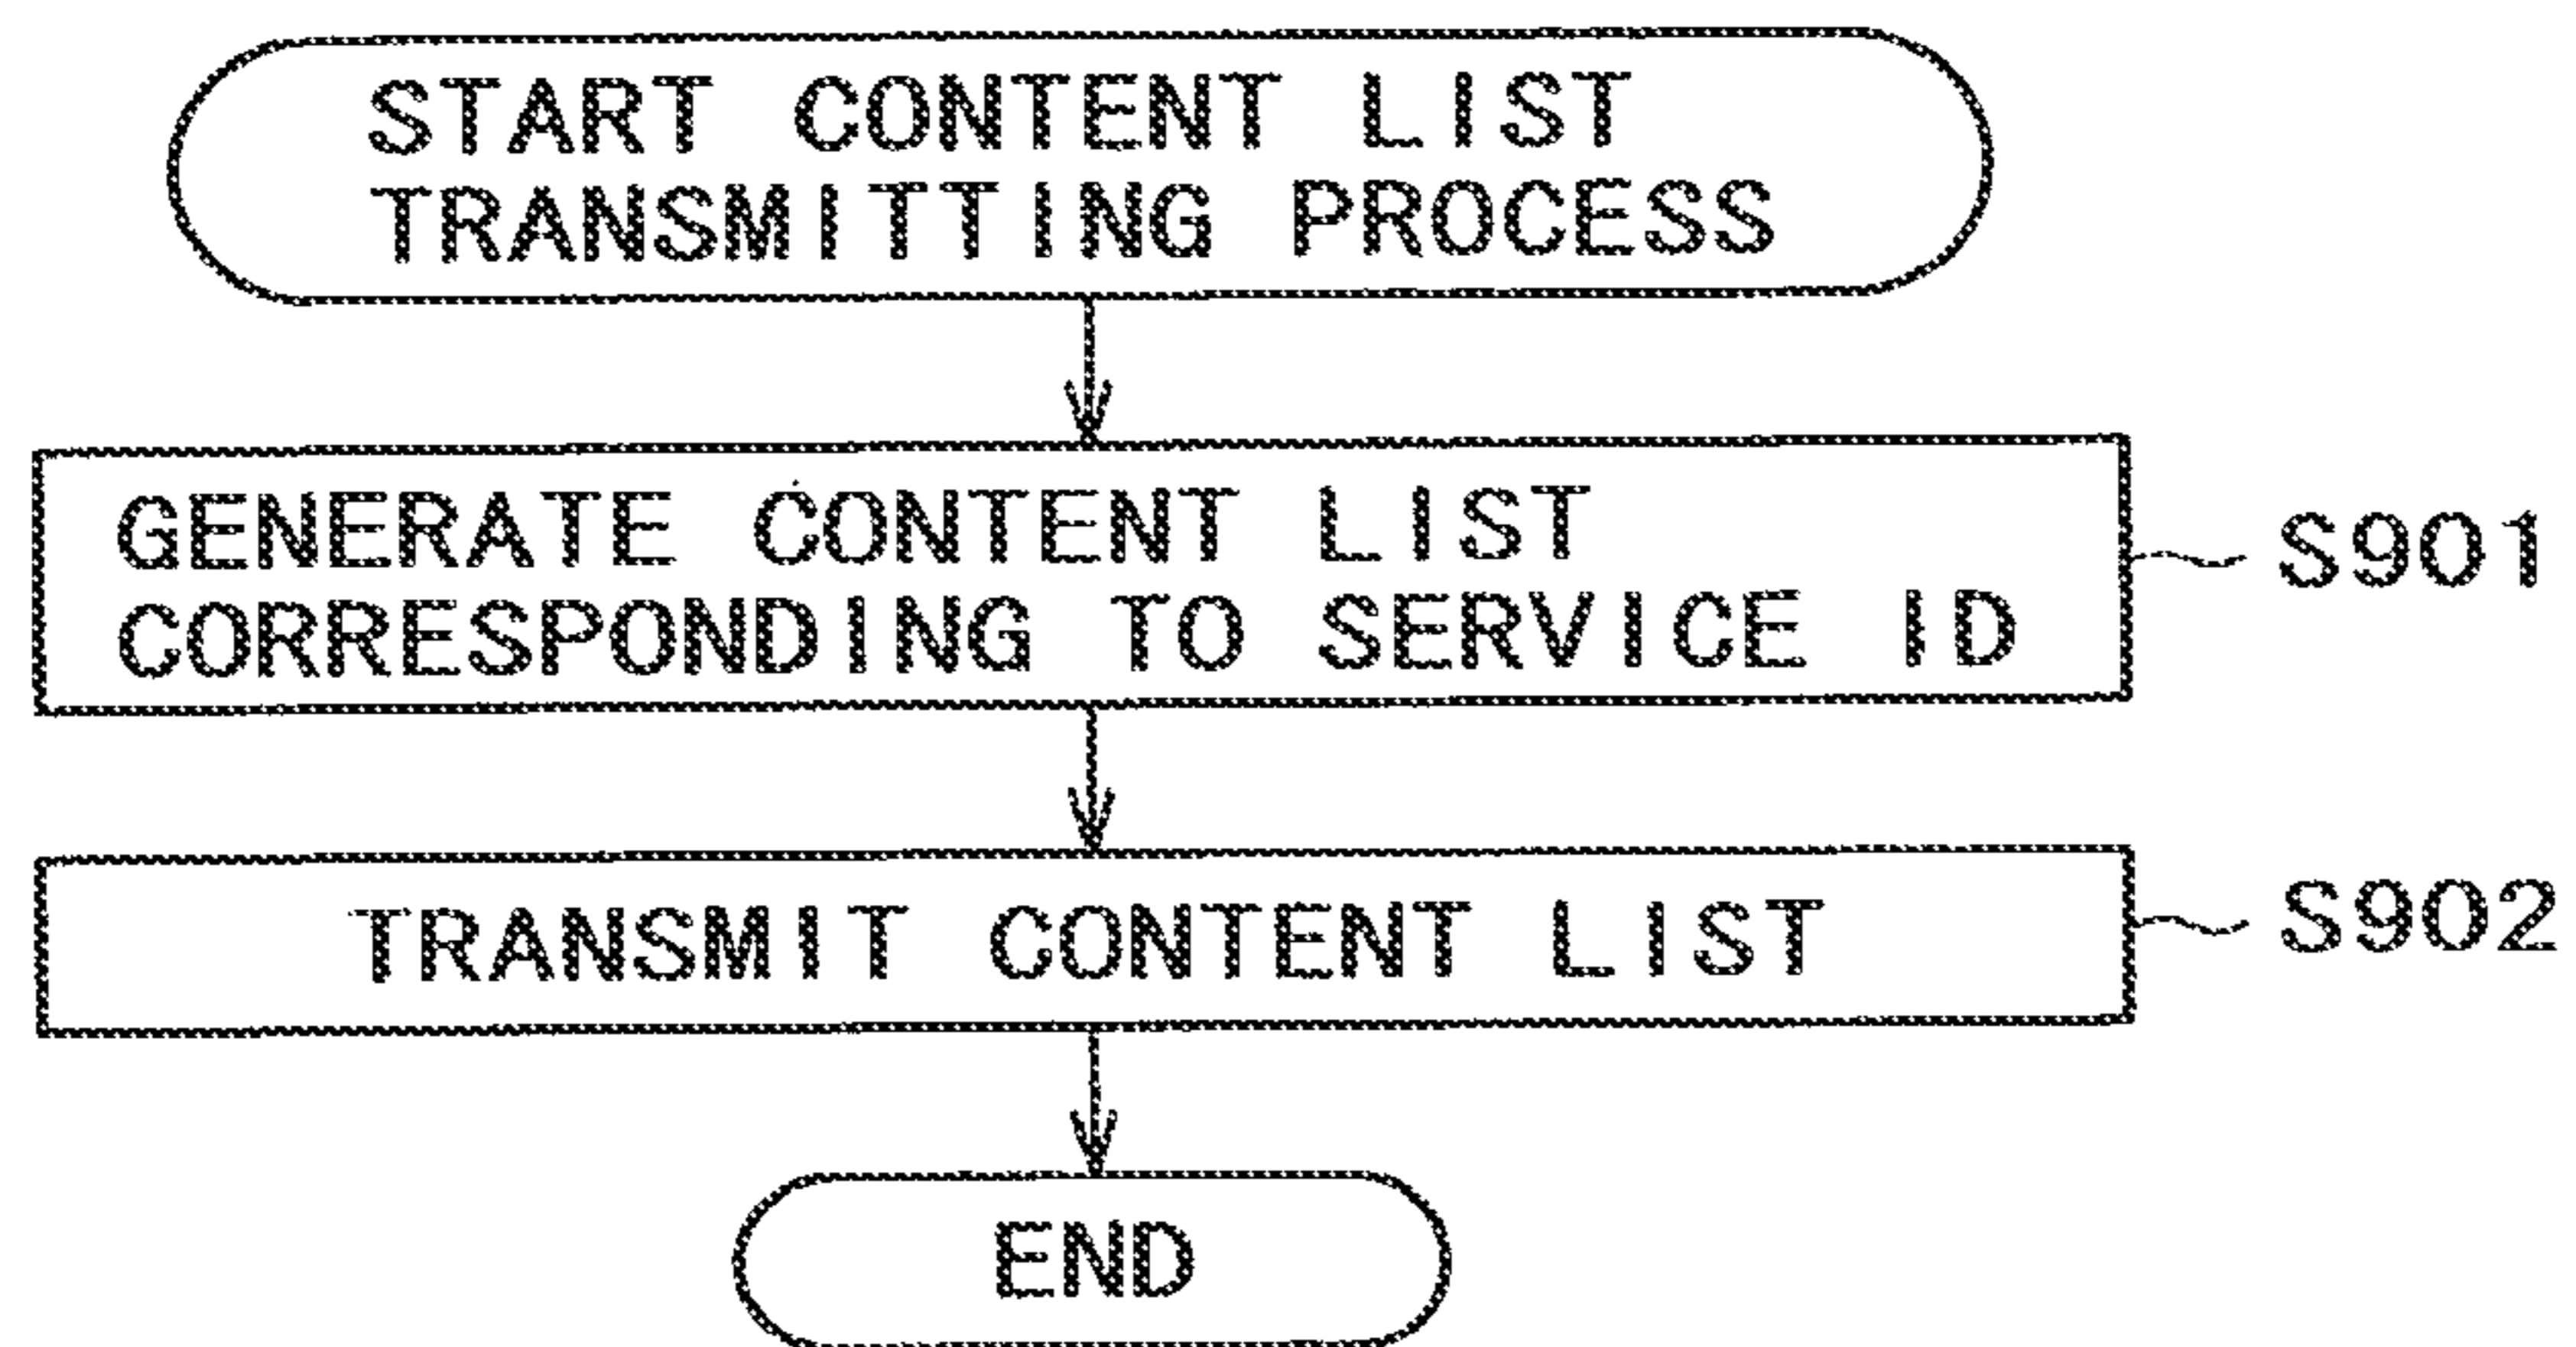 START CONTENT LIST
TRANSMITTING PROCESS
GENERATE CONTENT LIST
CORRESPONDING TO SERVICE ID
S901
TRANSMIT CONTENT LIST
S902
END